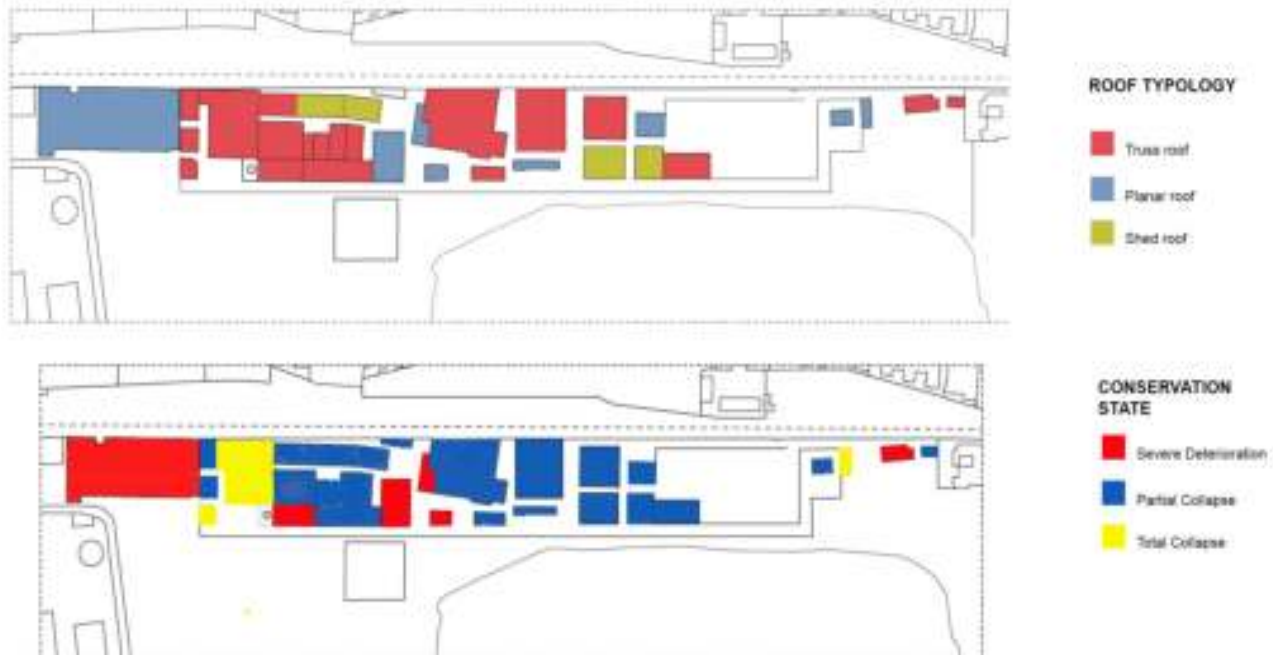 ROOF TYPOLOGY
Truss roof
Planar roof
Shed roof
CONSERVATION
STATE
Severe Deterioration
Partial Collapse
Total Collapse